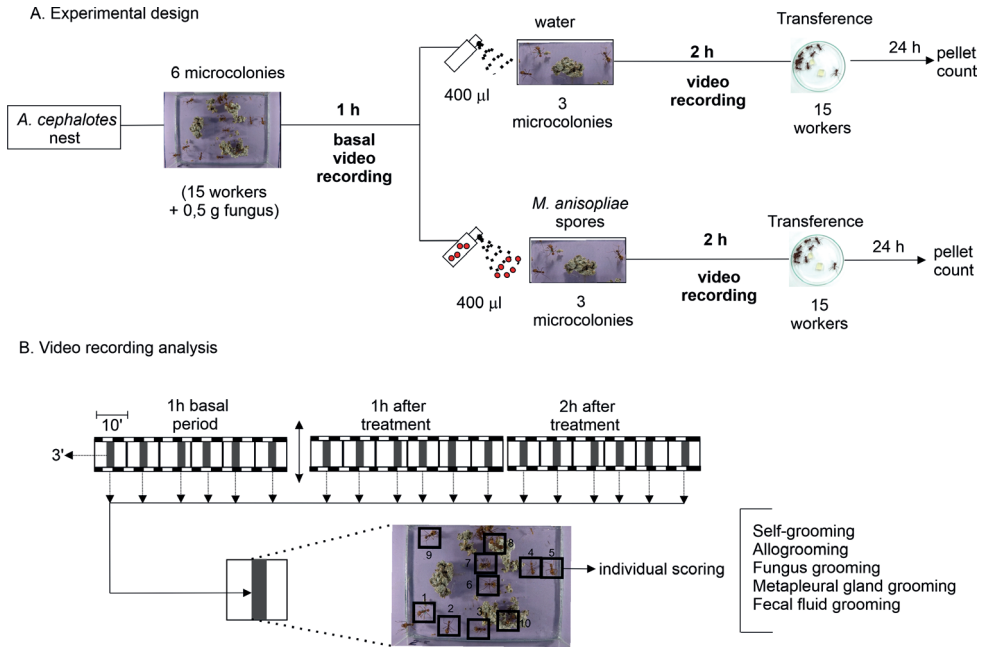 A. Experimental design
A. cephalotes
nest
6 microcolonies
(15 workers
+ 0,5 g fungus)
1 h
basal
video
recording
400 µl
water
3
microcolonies
2 h
video
recording
Transference
15
workers
24 h
pellet
count
400 µl
M. anisopliae
spores
3
microcolonies
2 h
video
recording
Transference
15
workers
24 h
pellet
count
B. Video recording analysis
10'
1h basal
period
1h after
treatment
2h after
treatment
3'
9
8
7
4
5
6
1
2
3
10
individual scoring
Self-grooming
Allogrooming
Fungus grooming
Metapleural gland grooming
Fecal fluid grooming